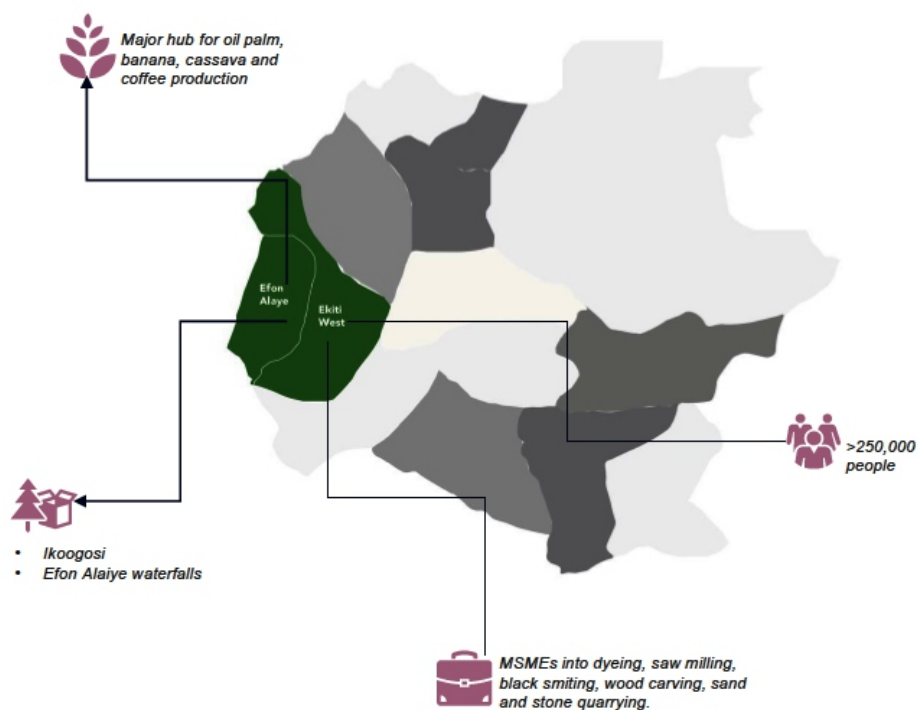 Major hub for oil palm,
banana, cassava and
coffee production
Efon
Alaye
Ekiti
West
>250,000
people
• Ikoogosi
• Efon Alaiye waterfalls
MSMEs into dyeing, saw milling,
black smiting, wood carving, sand
and stone quarrying.